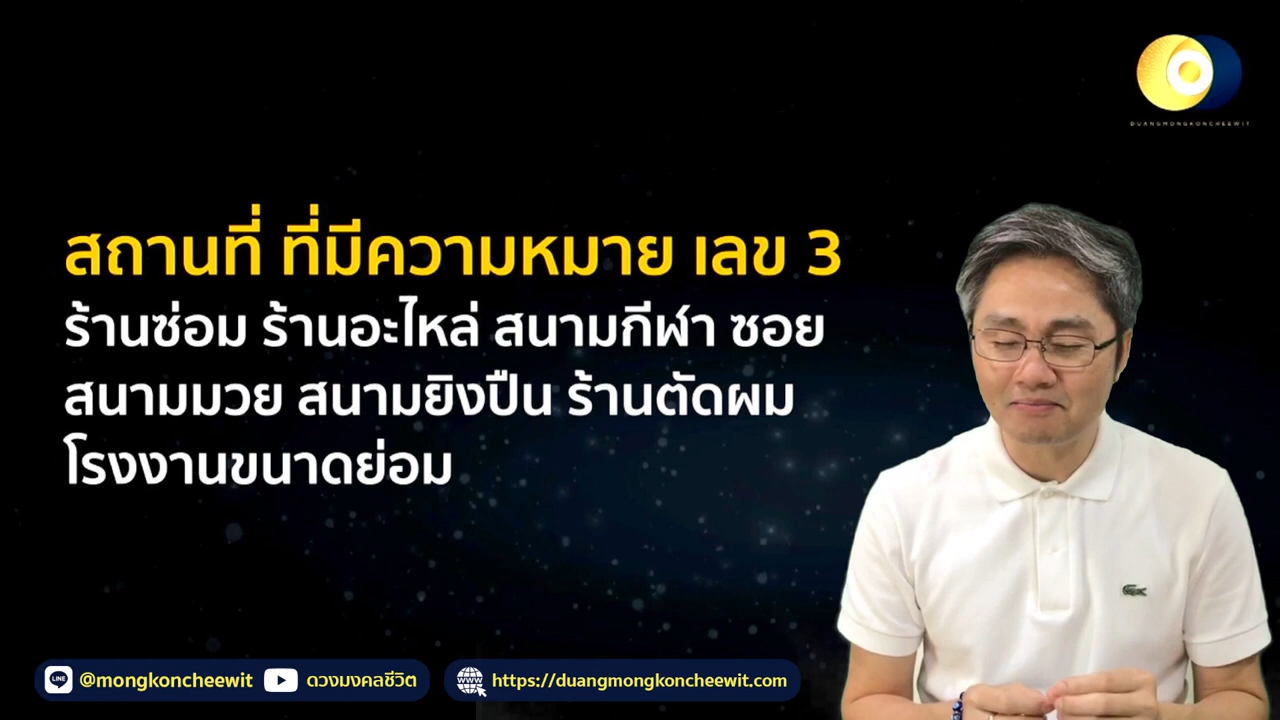 DUANGMONGKONCHEEWIT
สถานที่ ที่มีความหมาย เลข 3
ร้านซ่อม ร้านอะไหล่ สนามกีฬา ซอย
สนามมวย สนามยิงปืน ร้านตัดผม
โรงงานขนาดย่อม
LINE @mongkoncheewit ดวงมงคลชีวิต https://duangmongkoncheewit.com